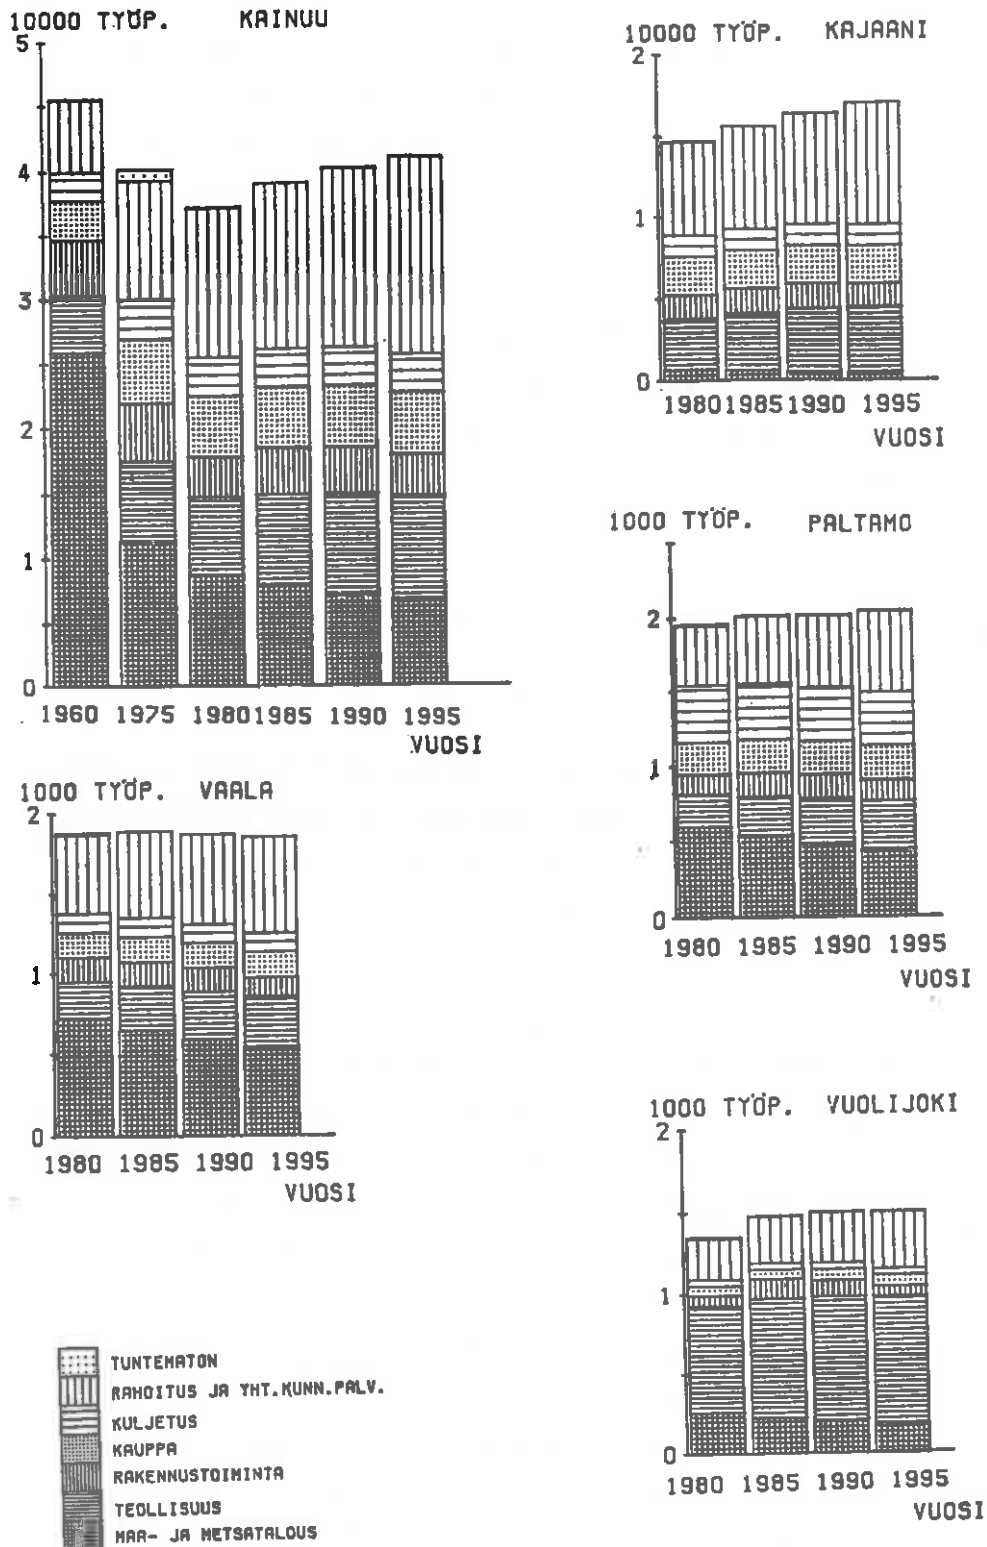 10000 TYÖP. KAINUU
5
4
3
2
1
0
1960 1975 1980 1985 1990 1995
VUOSI
10000 TYÖP. KAJAANI
2
1
0
1980 1985 1990 1995
VUOSI
1000 TYÖP. PALTAMO
2
1
0
1980 1985 1990 1995
VUOSI
1000 TYÖP. VAALA
2
1
0
1980 1985 1990 1995
VUOSI
1000 TYÖP. VUOLIJOKI
2
1
0
1980 1985 1990 1995
VUOSI
TUNTEMATON
RAHOITUS JA YHT.KUNN.PALV.
KULJETUS
KAUPPA
RAKENNUSTOIMINTA
TEOLLISUUS
MAA- JA METSATALOUS